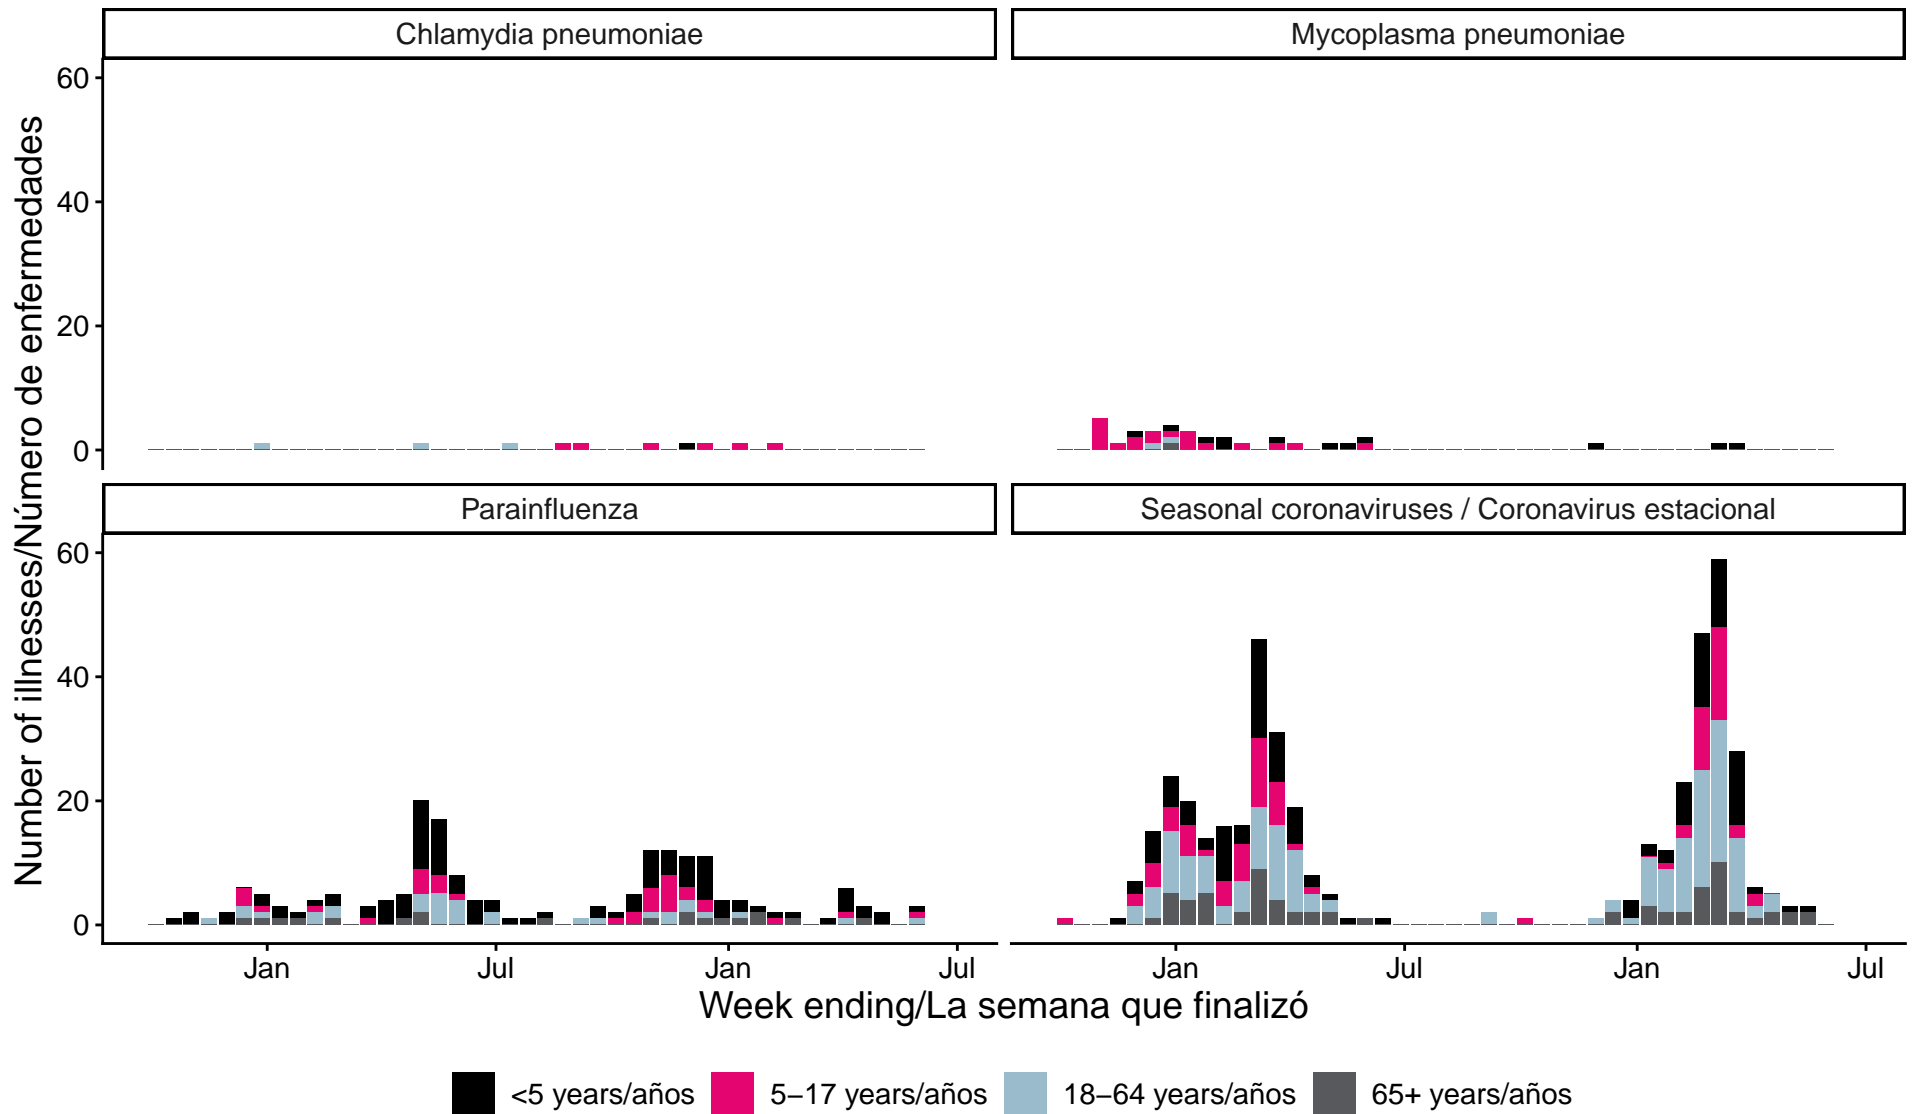 Chlamydia pneumoniae
Mycoplasma pneumoniae
60
40
20
0
Parainfluenza
Seasonal coronaviruses / Coronavirus estacional
60
40
20
0
Number of illnesses/Número de enfermedades
Jan Jul Jan Jul
Jan Jul Jan Jul
Week ending/La semana que finalizó
<5 years/años 5–17 years/años 18–64 years/años 65+ years/años